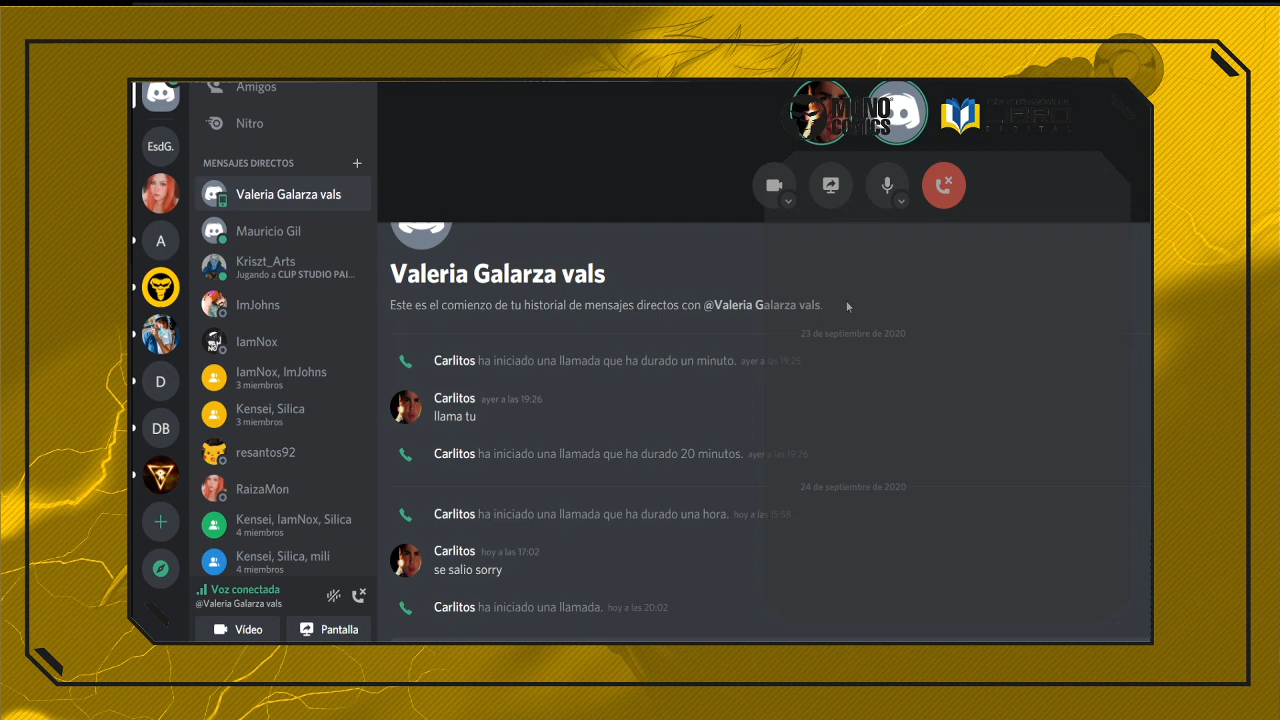 Amigos
Nitro
MENSAJES DIRECTOS
EsdG.
Valeria Galarza vals
Mauricio Gil
A
Kriszt_Arts
Jugando a CLIP STUDIO PAI...
ImJohns
IamNox
IamNox, ImJohns
3 miembros
D
Kensei, Silica
3 miembros
DB
resantos92
RaizaMon
Kensei, IamNox, Silica
4 miembros
Kensei, Silica, mili
4 miembros
Voz conectada
@Valeria Galarza vals
Vídeo
Pantalla
MONO
COMICS
LIBRO
DIGITAL
Valeria Galarza vals
Este es el comienzo de tu historial de mensajes directos con @Valeria Galarza vals.
23 de septiembre de 2020
Carlitos ha iniciado una llamada que ha durado un minuto. ayer a las 19:25
Carlitos ayer a las 19:26
llama tu
Carlitos ha iniciado una llamada que ha durado 20 minutos. ayer a las 19:26
24 de septiembre de 2020
Carlitos ha iniciado una llamada que ha durado una hora. hoy a las 15:58
Carlitos hoy a las 17:02
se salio sorry
Carlitos ha iniciado una llamada. hoy a las 20:02